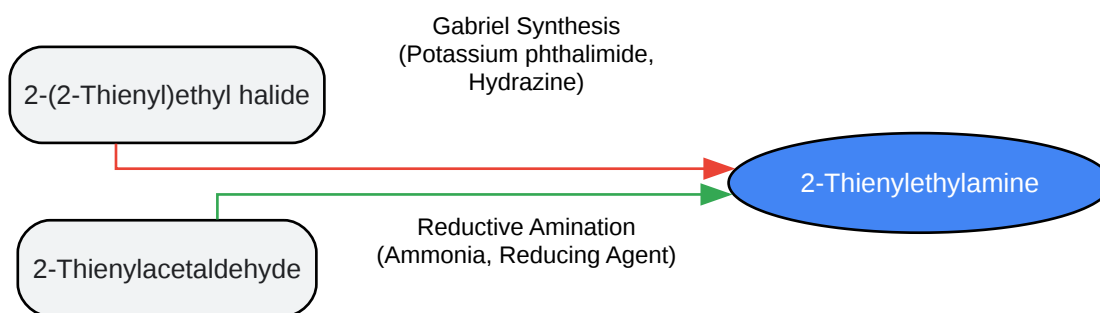 Gabriel Synthesis
(Potassium phthalimide,
Hydrazine)
2-(2-Thienyl)ethyl halide
2-Thienylethylamine
Reductive Amination
(Ammonia, Reducing Agent)
2-Thienylacetaldehyde